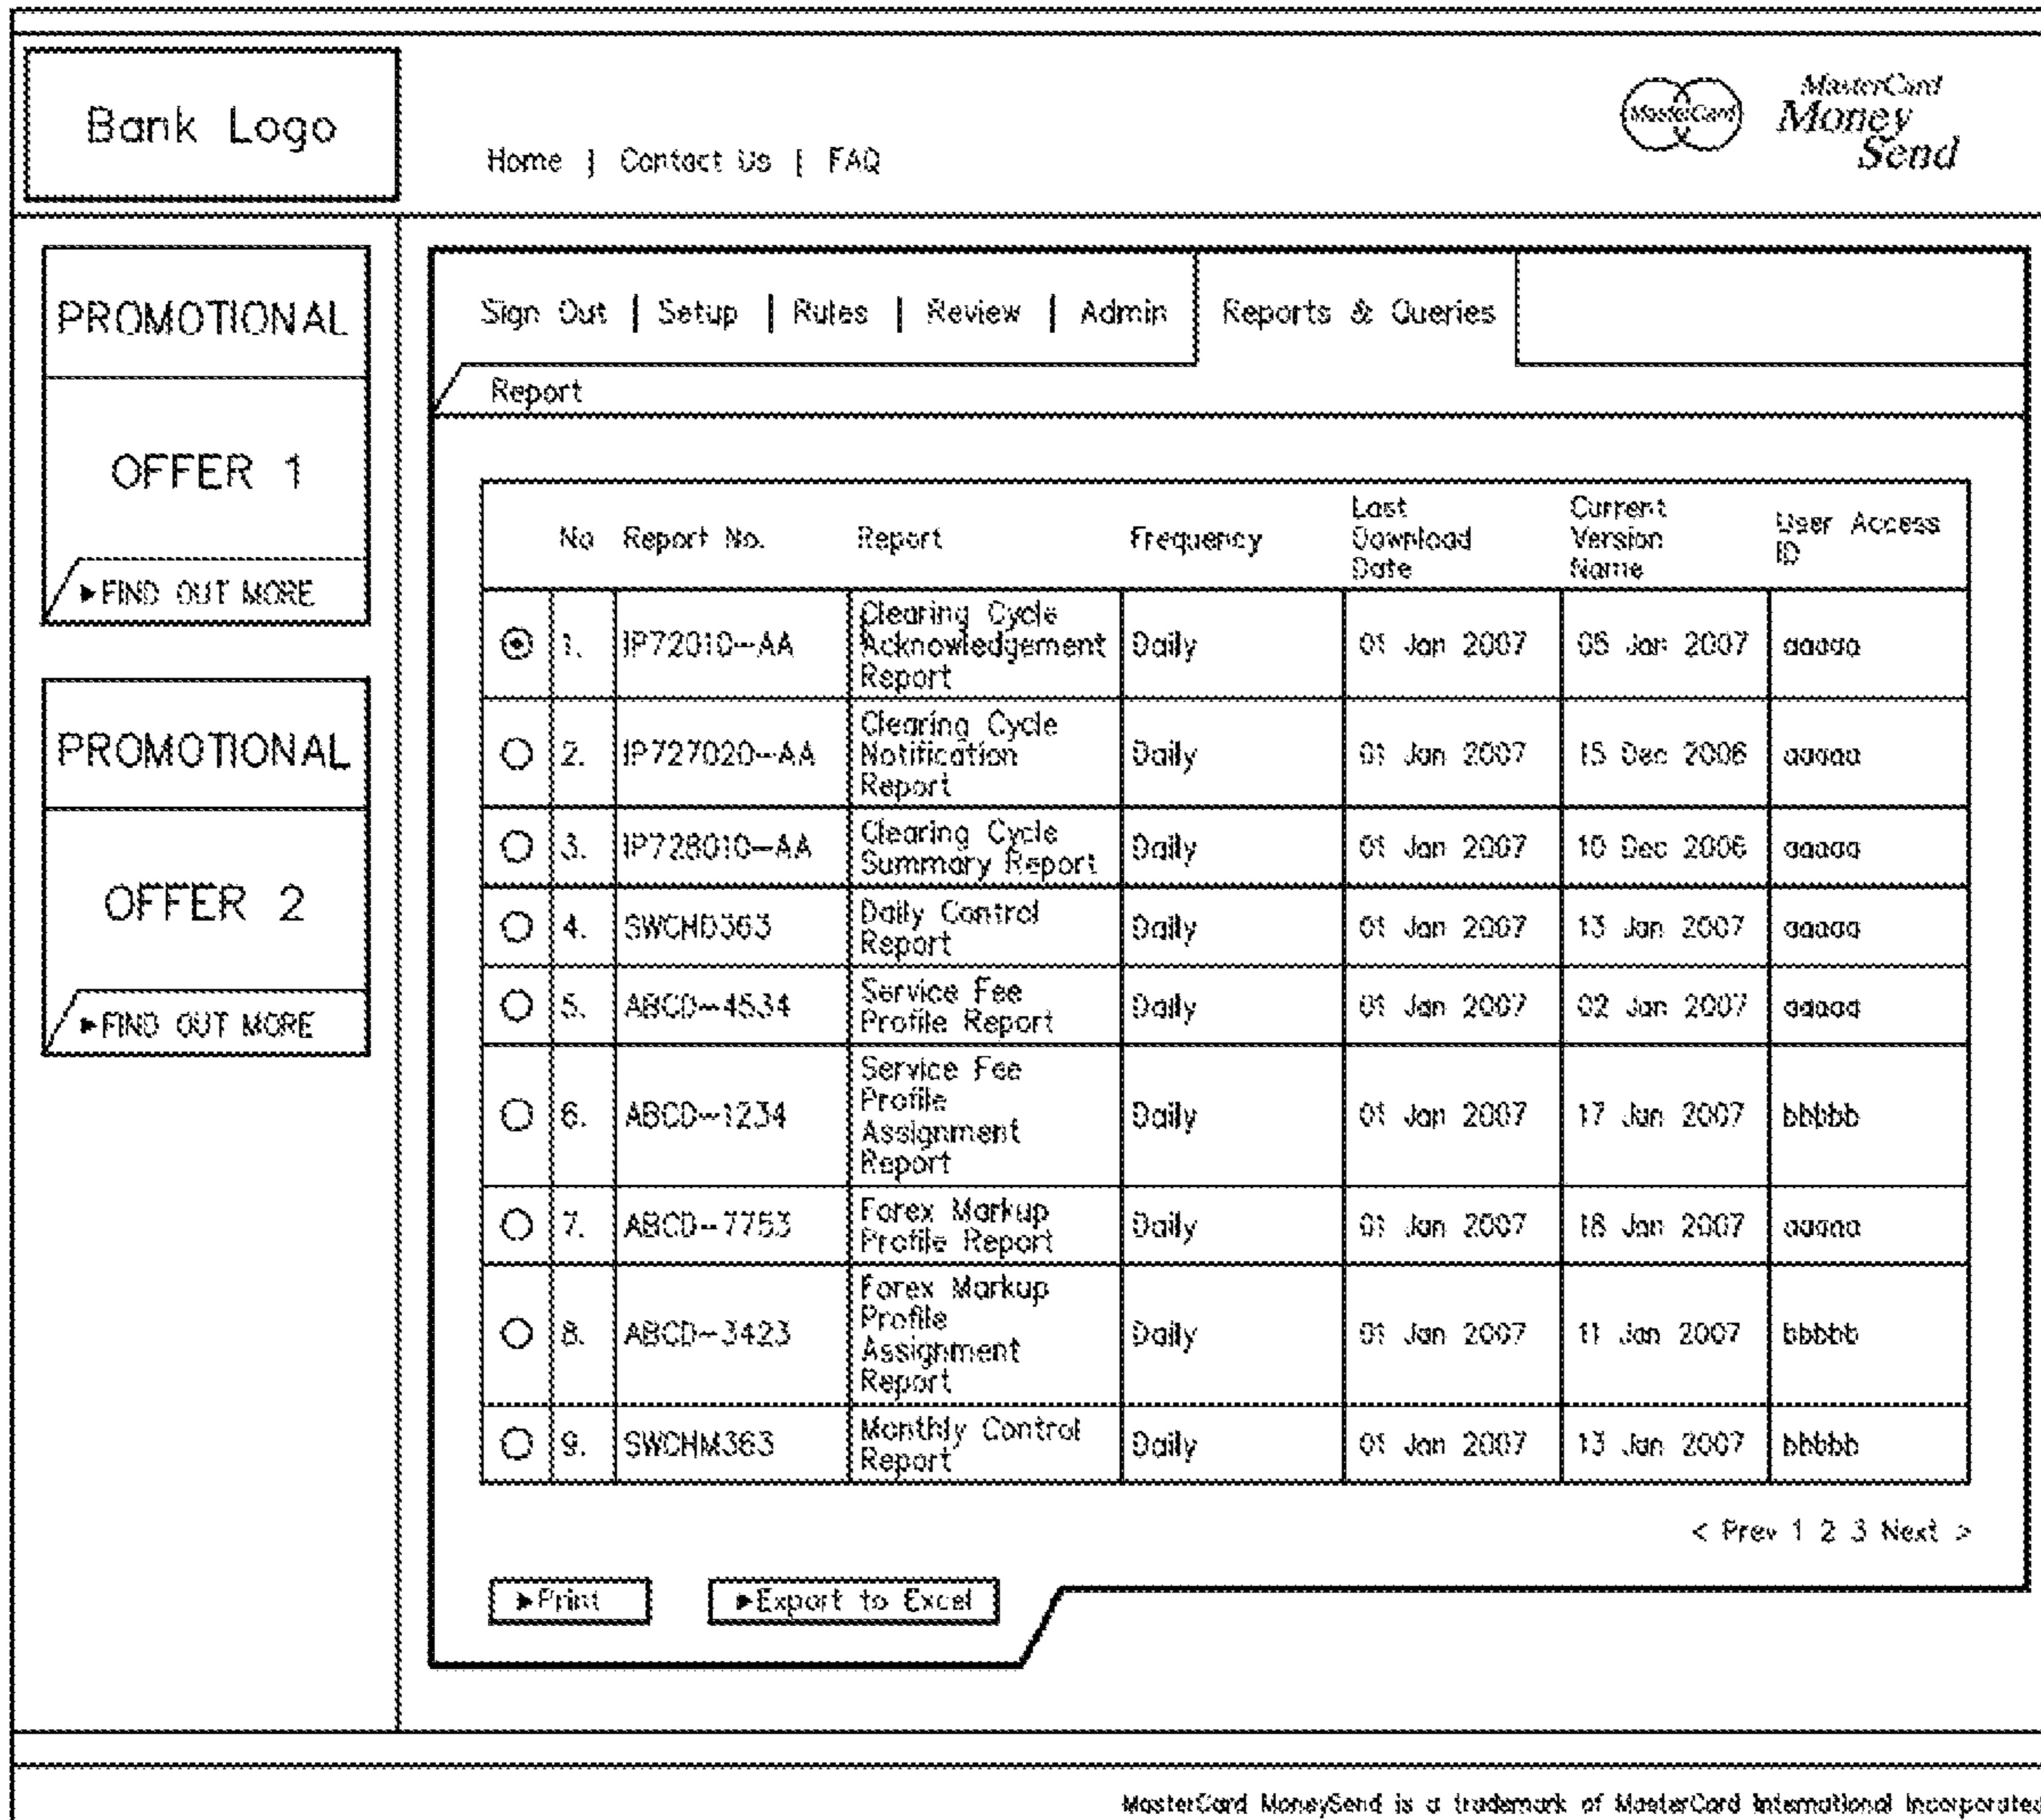 Bank Logo
Home | Contact Us | FAQ
MasterCard
MasterCard
Money
Send
PROMOTIONAL
OFFER 1
►FIND OUT MORE
PROMOTIONAL
OFFER 2
►FIND OUT MORE
Sign Out | Setup | Rules | Review | Admin Reports & Queries
Report
No Report No. Report Frequency Last Download Date Current Version Name User Access ID
1. IP72010-AA Clearing Cycle Acknowledgement Report Daily 01 Jan 2007 05 Jan 2007 aaaaa
2. IP727020-AA Clearing Cycle Notification Report Daily 01 Jan 2007 15 Dec 2006 aaaaa
3. IP728010-AA Clearing Cycle Summary Report Daily 01 Jan 2007 10 Dec 2006 aaaaa
4. SWCHD363 Daily Control Report Daily 01 Jan 2007 13 Jan 2007 aaaaa
5. ABCD-4534 Service Fee Profile Report Daily 01 Jan 2007 02 Jan 2007 aaaaa
6. ABCD-1234 Service Fee Profile Assignment Report Daily 01 Jan 2007 17 Jan 2007 bbbbb
7. ABCD-7753 Forex Markup Profile Report Daily 01 Jan 2007 18 Jan 2007 aaaaa
8. ABCD-3423 Forex Markup Profile Assignment Report Daily 01 Jan 2007 11 Jan 2007 bbbbb
9. SWCHM363 Monthly Control Report Daily 01 Jan 2007 13 Jan 2007 bbbbb
< Prev 1 2 3 Next >
►Print ►Export to Excel
MasterCard MoneySend is a trademark of MasterCard International Incorporated